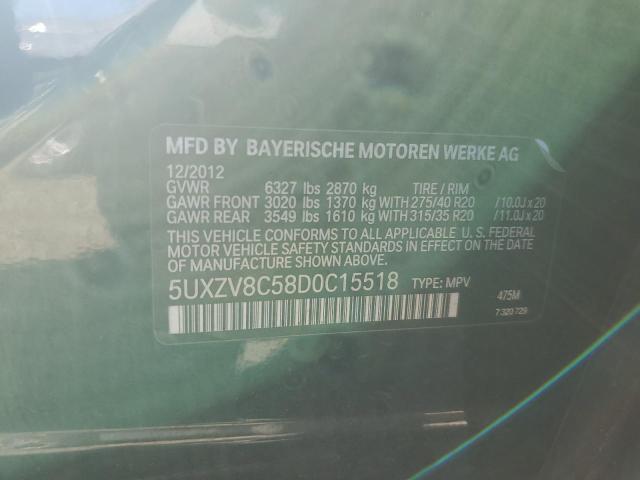 MFD BY BAYERISCHE MOTOREN WERKE AG
12/2012
GVWR 6327 lbs 2870 kg TIRE / RIM
GAWR FRONT 3020 lbs 1370 kg WITH 275/40 R20 /10.0J x 20
GAWR REAR 3549 lbs 1610 kg WITH 315/35 R20 /11.0J x 20
THIS VEHICLE CONFORMS TO ALL APPLICABLE U. S. FEDERAL
MOTOR VEHICLE SAFETY STANDARDS IN EFFECT ON THE
DATE OF MANUFACTURE SHOWN ABOVE.
5UXZV8C58D0C15518 TYPE: MPV
475M
7 320 729